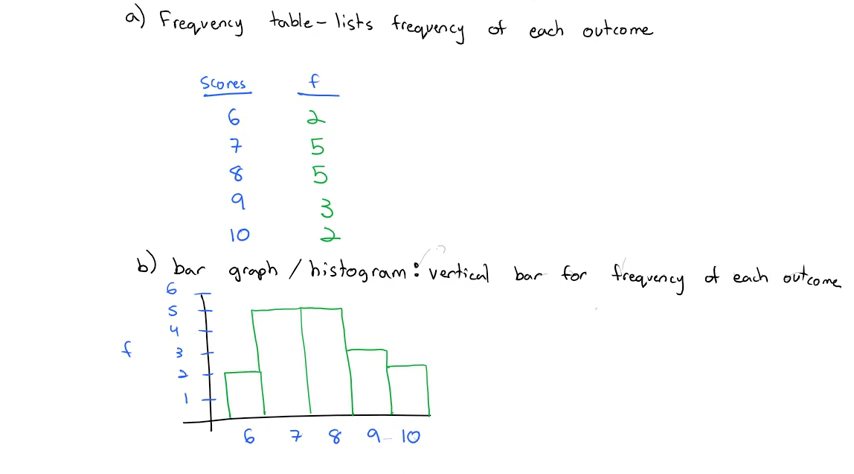 a) Frequency table - lists frequency of each outcome
Scores f
6 2
7 5
8 5
9 3
10 2
b) bar graph / histogram: vertical bar for frequency of each outcome
6
5
4
f 3
2
1
6 7 8 9 10